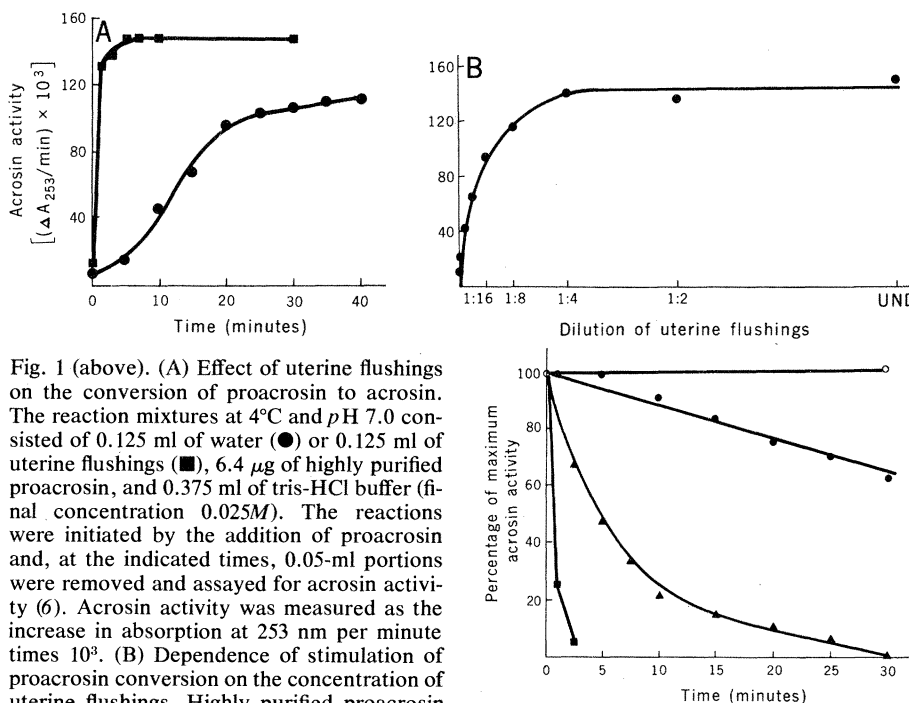 A
160
120
80
40
Acrosin activity
[(ΔA253/min) × 10³]
0 10 20 30 40
Time (minutes)
B
160
120
80
40
1:16 1:8 1:4 1:2 UND
Dilution of uterine flushings
Fig. 1 (above). (A) Effect of uterine flushings
on the conversion of proacrosin to acrosin.
The reaction mixtures at 4°C and pH 7.0 con-
sisted of 0.125 ml of water (●) or 0.125 ml of
uterine flushings (■), 6.4 μg of highly purified
proacrosin, and 0.375 ml of tris-HCl buffer (fi-
nal concentration 0.025M). The reactions
were initiated by the addition of proacrosin
and, at the indicated times, 0.05-ml portions
were removed and assayed for acrosin activi-
ty (6). Acrosin activity was measured as the
increase in absorption at 253 nm per minute
times 10³. (B) Dependence of stimulation of
proacrosin conversion on the concentration of
uterine flushings. Highly purified proacrosin
100
80
60
40
20
Percentage of maximum
acrosin activity
0 5 10 15 20 25 30
Time (minutes)